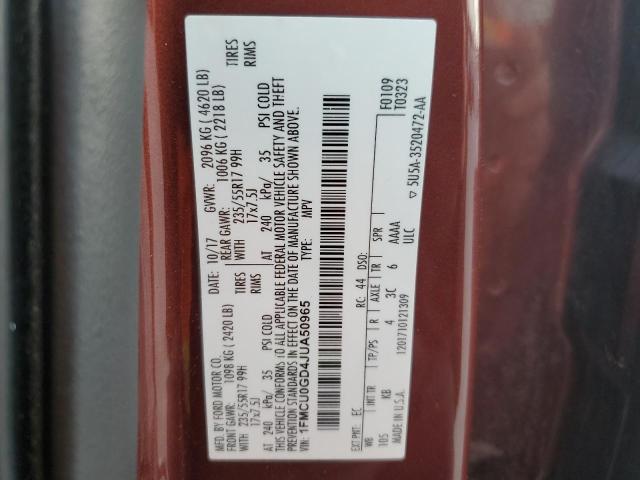 MFD. BY FORD MOTOR CO.
DATE: 10/17 GVWR: 2096 KG ( 4620 LB)
FRONT GAWR: 1098 KG ( 2420 LB) REAR GAWR: 1006 KG ( 2218 LB)
WITH 235/55R17 99H TIRES WITH 235/55R17 99H TIRES
17x7.5J RIMS 17x7.5J RIMS
AT 240 kPa/ 35 PSI COLD AT 240 kPa/ 35 PSI COLD
THIS VEHICLE CONFORMS TO ALL APPLICABLE FEDERAL MOTOR VEHICLE SAFETY AND THEFT
PREVENTION STANDARDS IN EFFECT ON THE DATE OF MANUFACTURE SHOWN ABOVE.
VIN: 1FMCU0GD4JUA50965 TYPE: MPV
F0109
T0323
EXT PNT: EC RC: 44 DSO:
WB INT TR TP/PS R AXLE TR SPR
105 KB 4 3C 6 AAAA
MADE IN U.S.A. 1201710121309 ULC
▽ 5U5A-3520472-AA